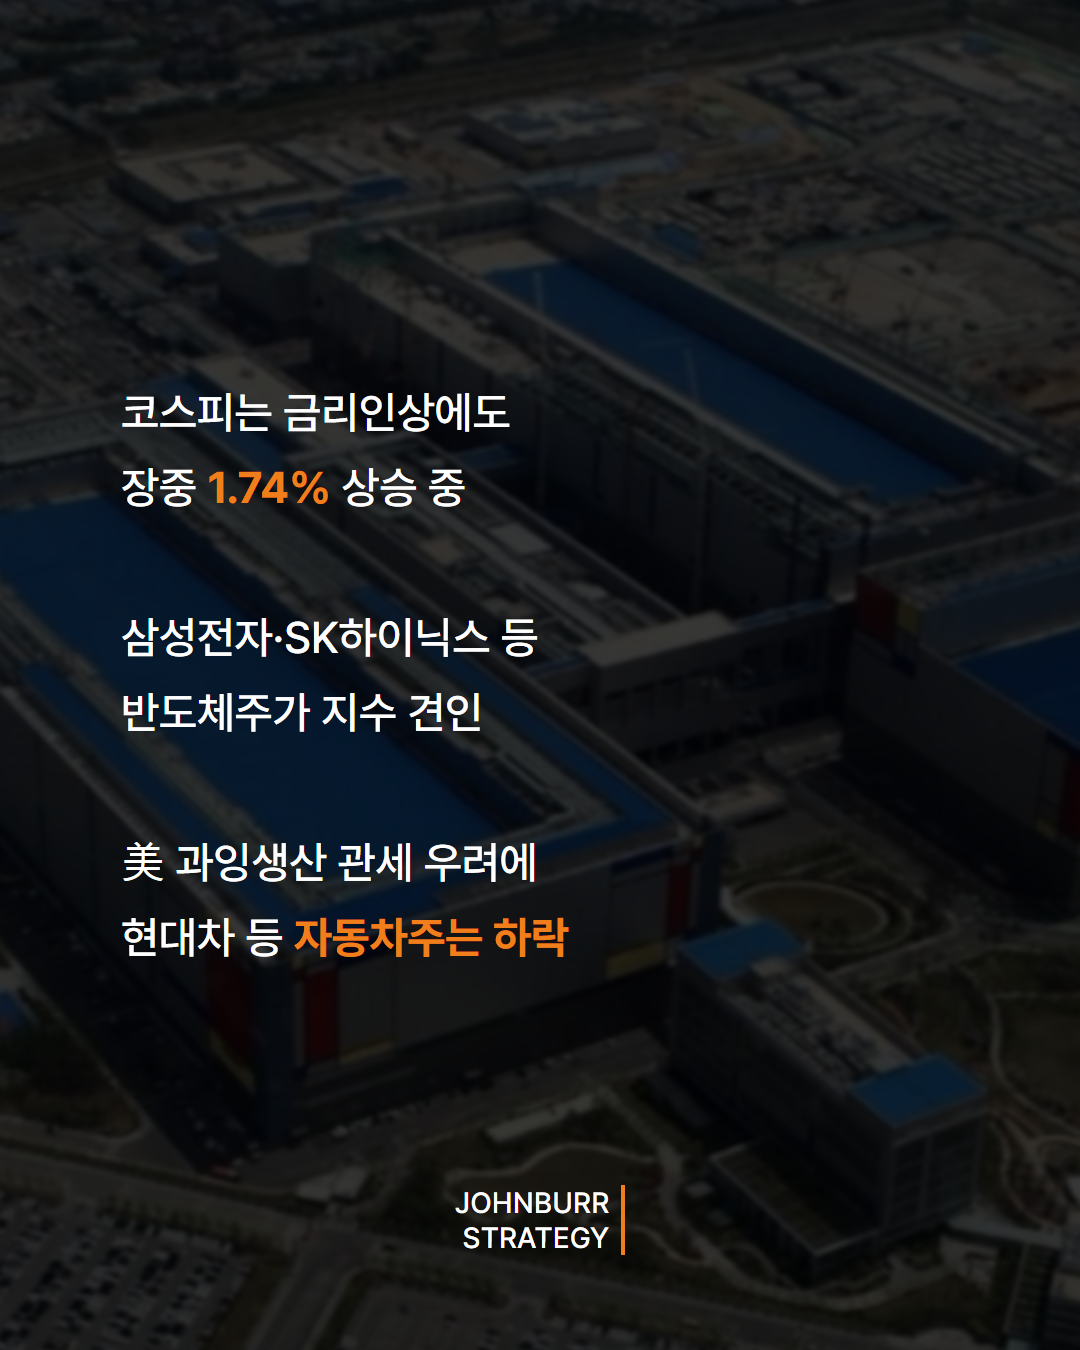 코스피는 금리인상에도
장중 1.74% 상승 중
삼성전자·SK하이닉스 등
반도체주가 지수 견인
美 과잉생산 관세 우려에
현대차 등 자동차주는 하락
JOHNBURR
STRATEGY